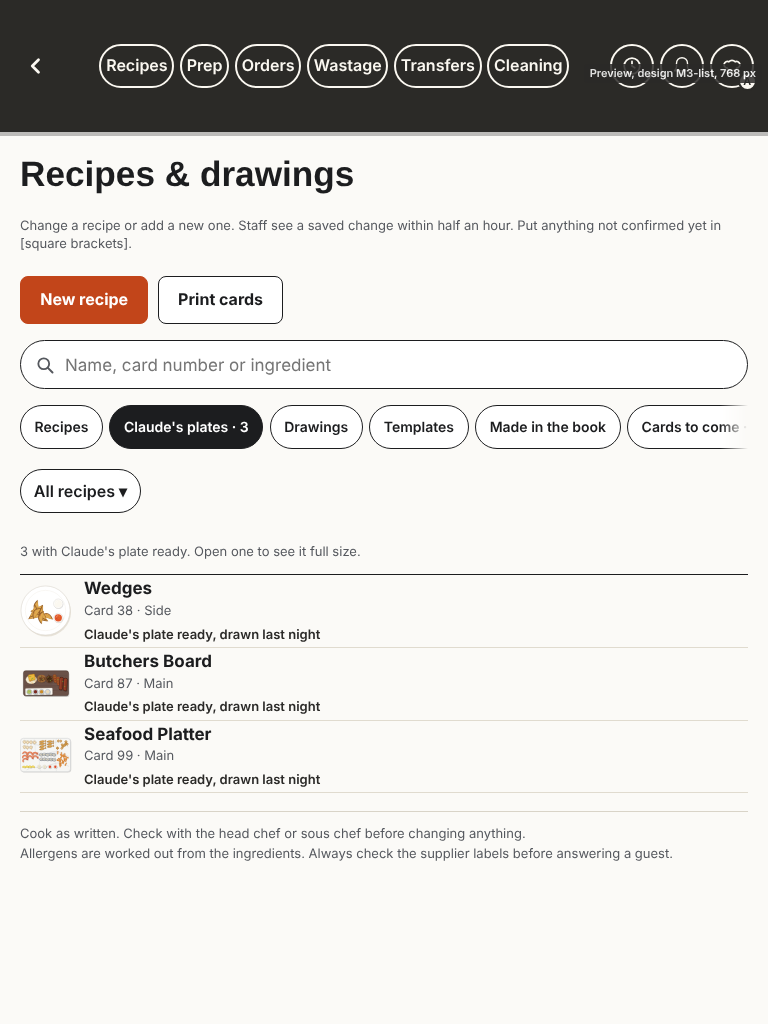 Recipes
Prep
Orders
Wastage
Transfers
Cleaning
Preview, design M3-list, 768 px
Recipes & drawings
Change a recipe or add a new one. Staff see a saved change within half an hour. Put anything not confirmed yet in
[square brackets].
New recipe
Print cards
Name, card number or ingredient
Recipes
Claude's plates · 3
Drawings
Templates
Made in the book
Cards to come
All recipes ▾
3 with Claude's plate ready. Open one to see it full size.
Wedges
Card 38 · Side
Claude's plate ready, drawn last night
Butchers Board
Card 87 · Main
Claude's plate ready, drawn last night
Seafood Platter
Card 99 · Main
Claude's plate ready, drawn last night
Cook as written. Check with the head chef or sous chef before changing anything.
Allergens are worked out from the ingredients. Always check the supplier labels before answering a guest.